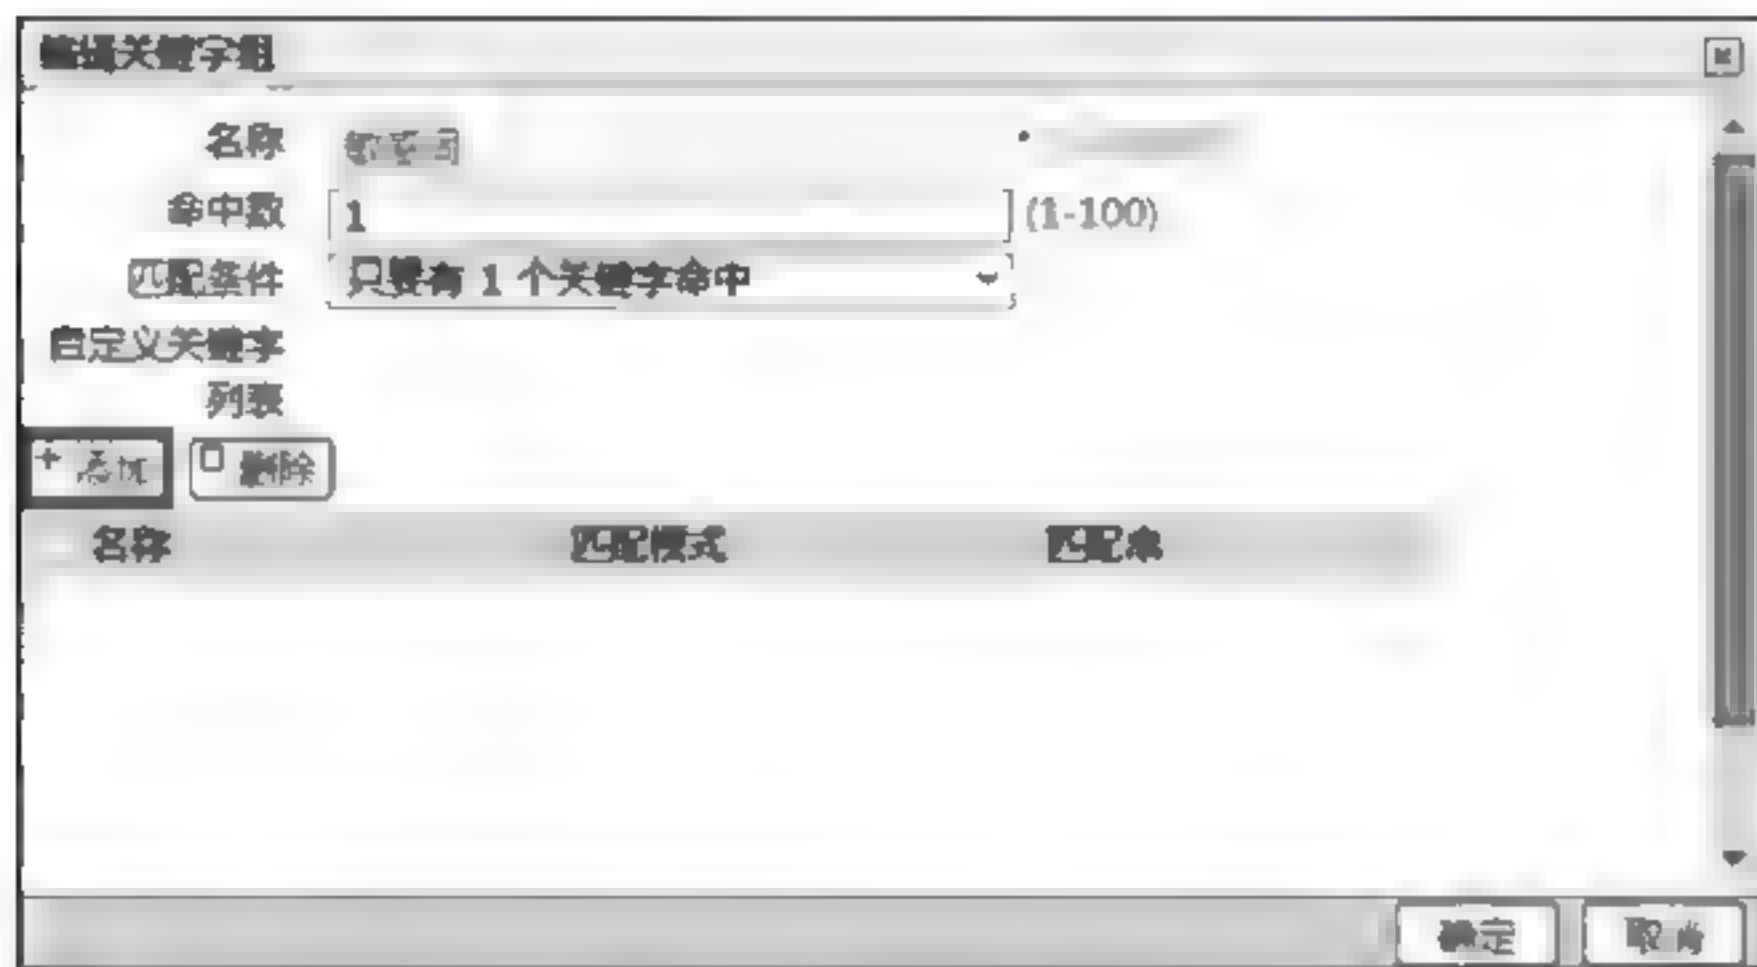 编辑关键字组
名称
命中数 1 (1-100)
匹配条件 只要有 1 个关键字命中
自定义关键字
列表
添加 删除
名称 匹配模式 匹配串
确定 取消